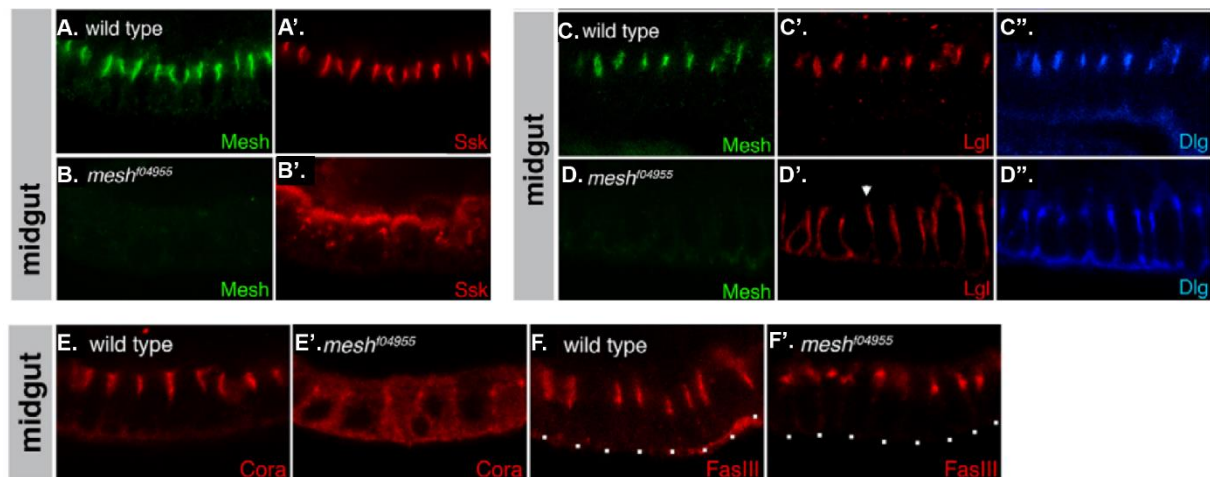 A. wild type
Mesh
A'.
Ssk
B. mesh^f04955
Mesh
B'.
Ssk
midgut
C. wild type
Mesh
C'.
Lgl
C''.
Dlg
D. mesh^f04955
Mesh
D'.
Lgl
D''.
Dlg
midgut
E. wild type
Cora
E'. mesh^f04955
Cora
F. wild type
FasIII
F'. mesh^f04955
FasIII
midgut